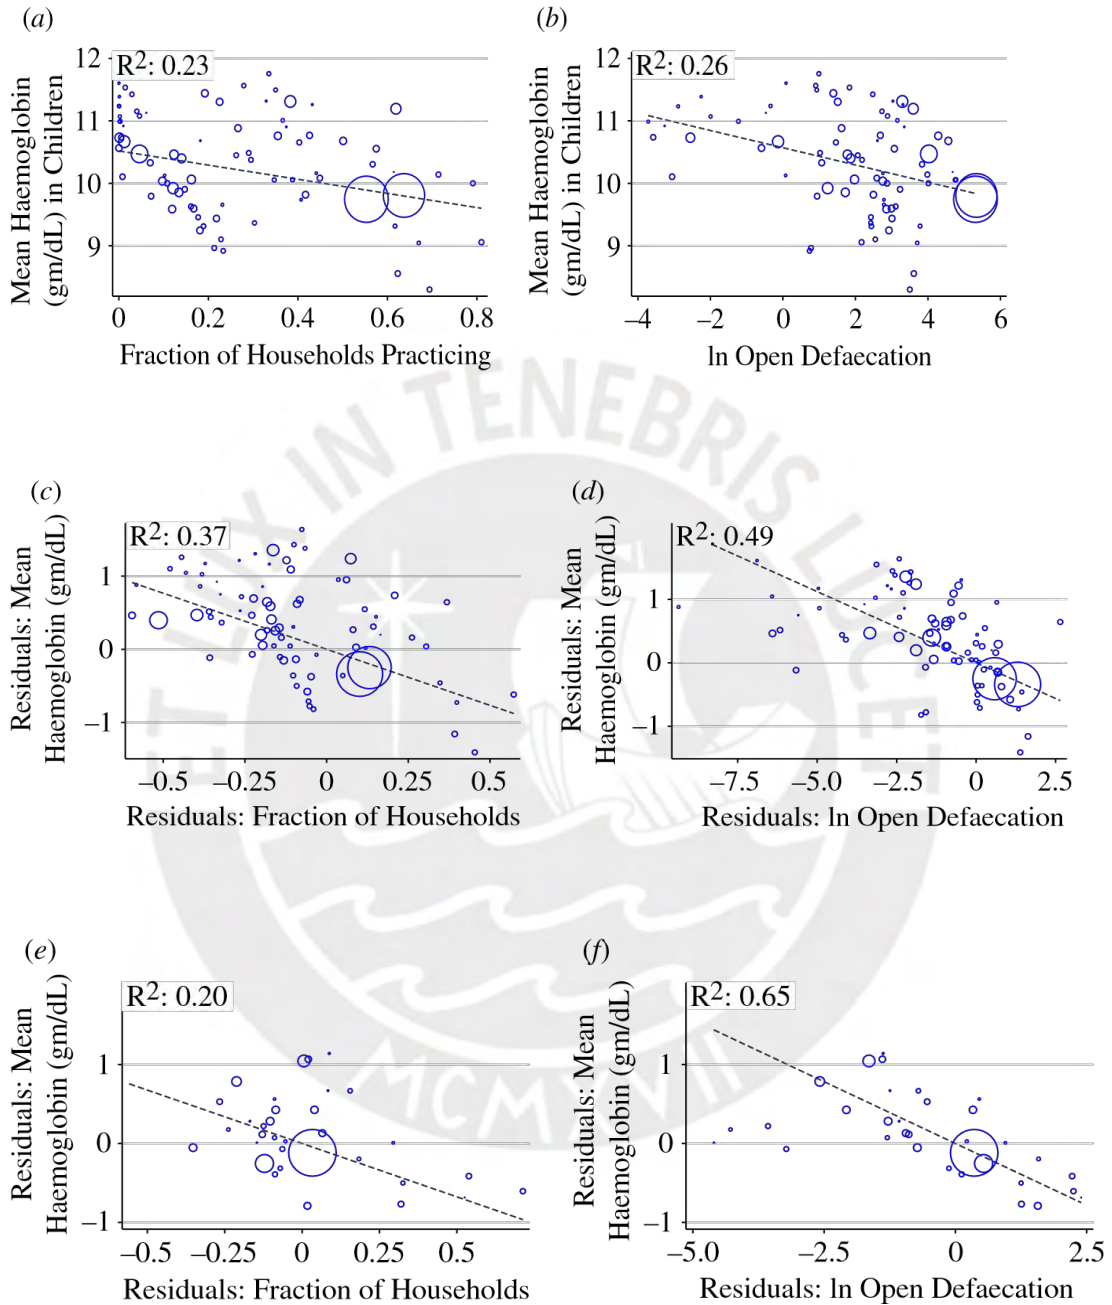 (a)
R²: 0.23
12
11
10
9
Mean Haemoglobin
(gm/dL) in Children
0
0.2
0.4
0.6
0.8
Fraction of Households Practicing
(b)
R²: 0.26
12
11
10
9
Mean Haemoglobin
(gm/dL) in Children
−4
−2
0
2
4
6
ln Open Defaecation
(c)
R²: 0.37
1
0
−1
Residuals: Mean
Haemoglobin (gm/dL)
−0.5
−0.25
0
0.25
0.5
Residuals: Fraction of Households
(d)
R²: 0.49
1
0
−1
Residuals: Mean
Haemoglobin (gm/dL)
−7.5
−5.0
−2.5
0
2.5
Residuals: ln Open Defaecation
(e)
R²: 0.20
1
0
−1
Residuals: Mean
Haemoglobin (gm/dL)
−0.5
−0.25
0
0.25
0.5
Residuals: Fraction of Households
(f)
R²: 0.65
1
0
−1
Residuals: Mean
Haemoglobin (gm/dL)
−5.0
−2.5
0
2.5
Residuals: ln Open Defaecation
ET LUX IN TENEBRIS LUCET
MCMXVII